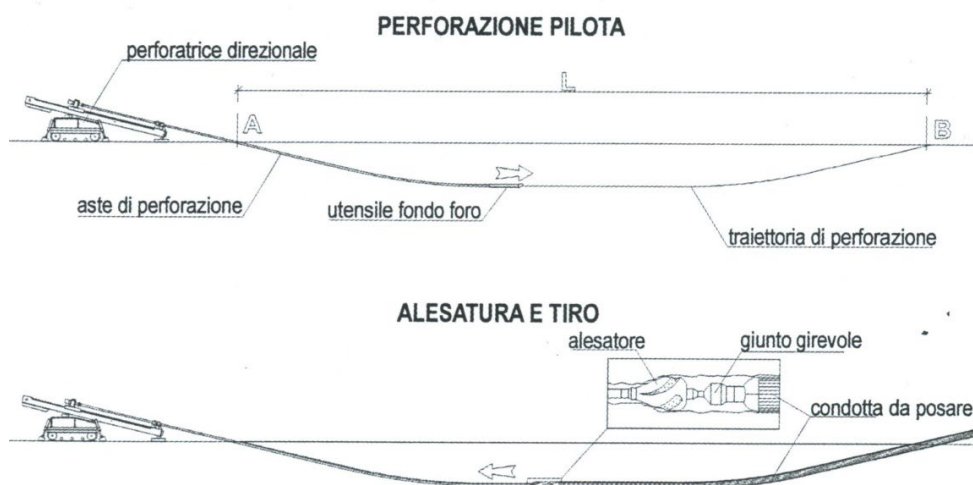 PERFORAZIONE PILOTA
perforatrice direzionale
L
A
B
aste di perforazione
utensile fondo foro
traiettoria di perforazione
ALESATURA E TIRO
alesatore
giunto girevole
condotta da posare